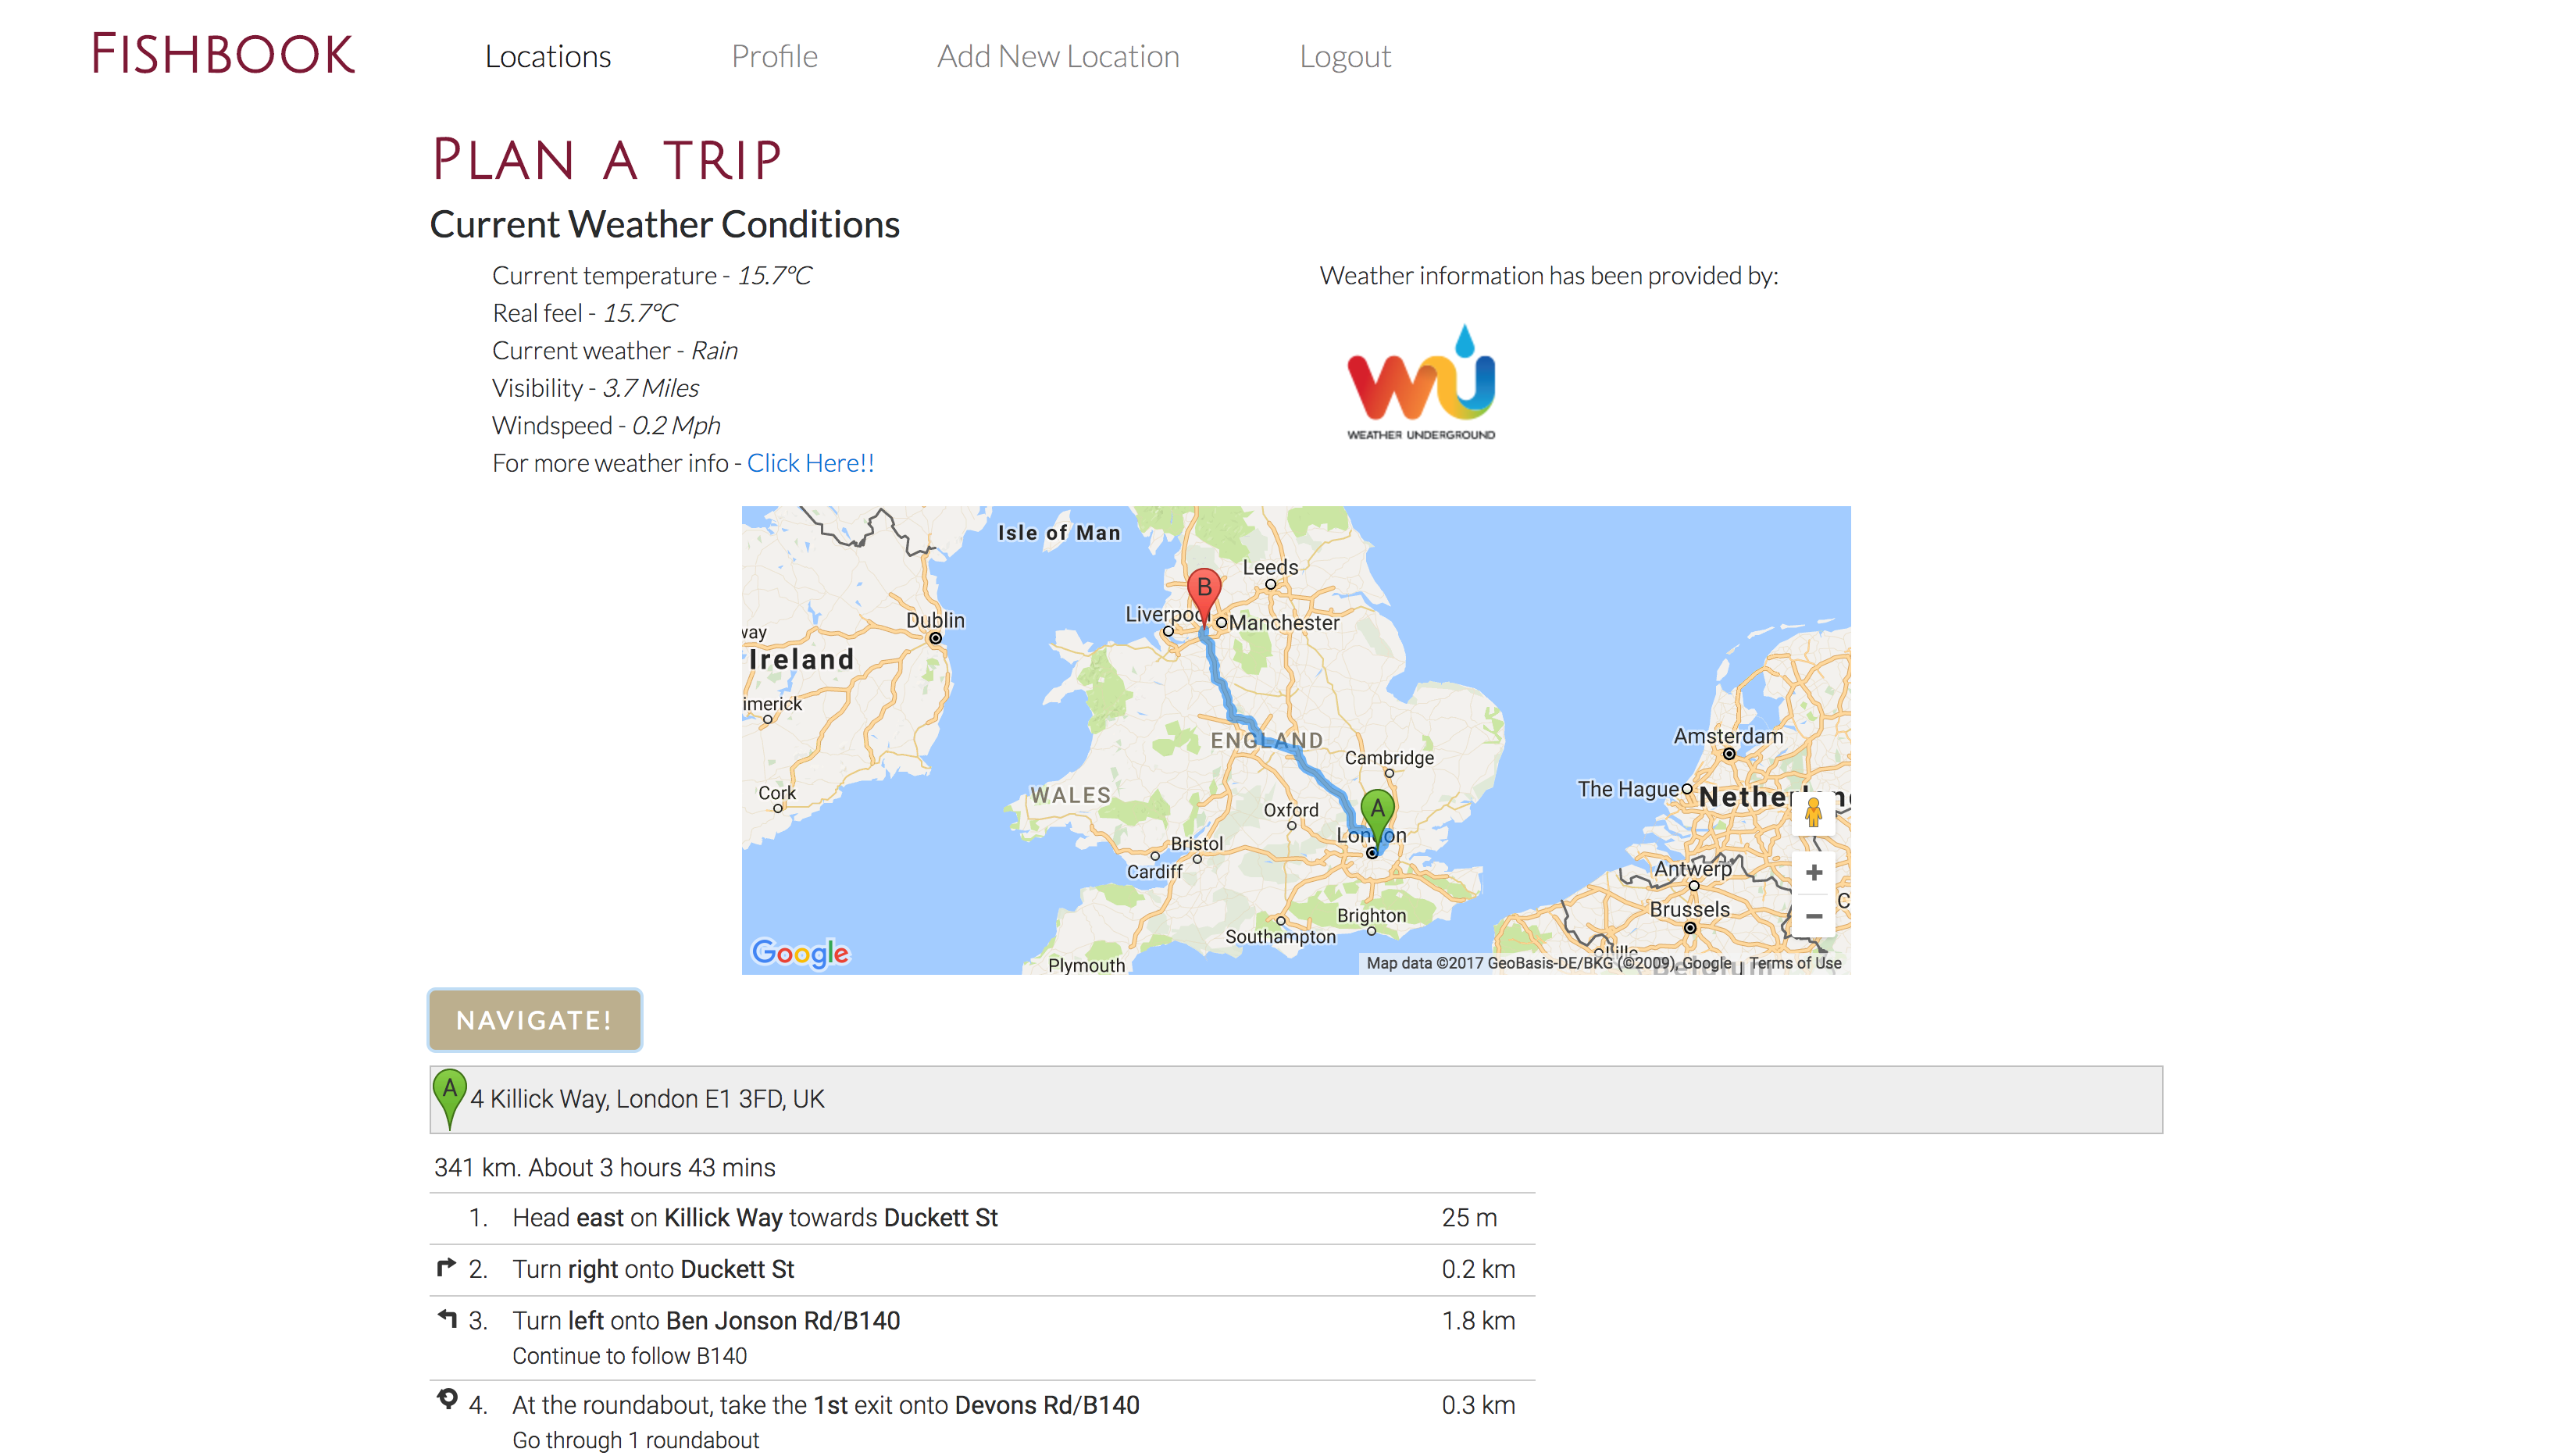 FISHBOOK Locations Profile Add New Location Logout
PLAN A TRIP
Current Weather Conditions
Current temperature - 15.7°C
Real feel - 15.7°C
Current weather - Rain
Visibility - 3.7 Miles
Windspeed - 0.2 Mph
For more weather info - Click Here!!
Weather information has been provided by:
WU
WEATHER UNDERGROUND
Isle of Man
Leeds
B
Liverpool
Manchester
Dublin
way
Ireland
imerick
ENGLAND
Amsterdam
Cambridge
The Hague
WALES
Cork
A
Oxford
London
Bristol
Cardiff
Antwerp
Brussels
Brighton
Southampton
Plymouth
Google
Map data ©2017 GeoBasis-DE/BKG (©2009), Google Terms of Use
NAVIGATE!
A 4 Killick Way, London E1 3FD, UK
341 km. About 3 hours 43 mins
1. Head east on Killick Way towards Duckett St 25 m
2. Turn right onto Duckett St 0.2 km
3. Turn left onto Ben Jonson Rd/B140 1.8 km
Continue to follow B140
4. At the roundabout, take the 1st exit onto Devons Rd/B140 0.3 km
Go through 1 roundabout